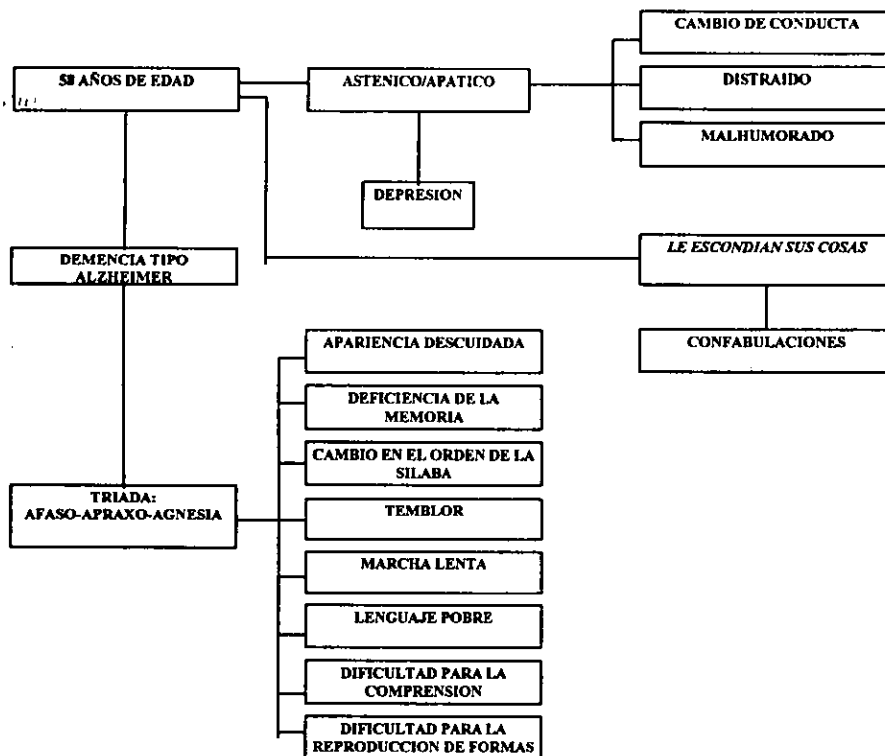 CAMBIO DE CONDUCTA
58 AÑOS DE EDAD
ASTENICO/APATICO
DISTRAIDO
MALHUMORADO
DEPRESION
DEMENCIA TIPO
ALZHEIMER
LE ESCONDIAN SUS COSAS
CONFABULACIONES
APARIENCIA DESCUIDADA
DEFICIENCIA DE LA
MEMORIA
CAMBIO EN EL ORDEN DE LA
SILABA
TRIADA:
AFASO-APRAXO-AGNESIA
TEMBLOR
MARCHA LENTA
LENGUAJE POBRE
DIFICULTAD PARA LA
COMPRENSION
DIFICULTAD PARA LA
REPRODUCCION DE FORMAS